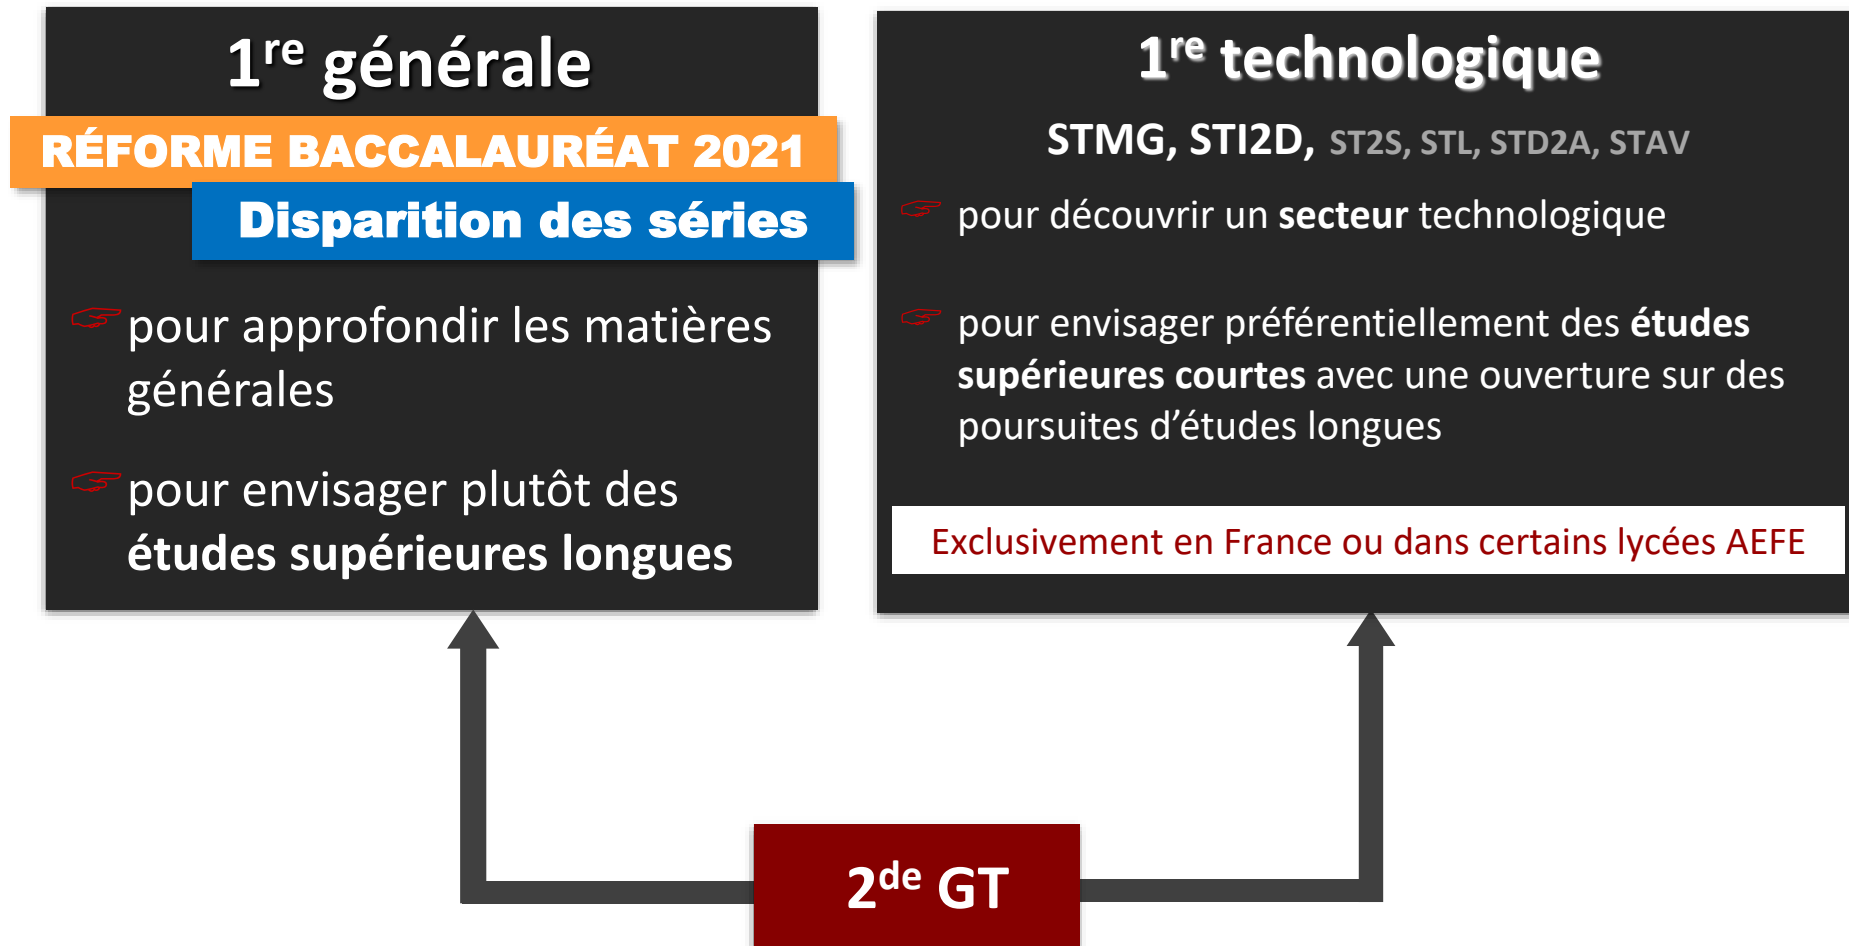 1re générale
RÉFORME BACCALAURÉAT 2021
Disparition des séries
pour approfondir les matières
générales
pour envisager plutôt des
études supérieures longues
1re technologique
STMG, STI2D, ST2S, STL, STD2A, STAV
pour découvrir un secteur technologique
pour envisager préférentiellement des études
supérieures courtes avec une ouverture sur des
poursuites d’études longues
Exclusivement en France ou dans certains lycées AEFE
2de GT